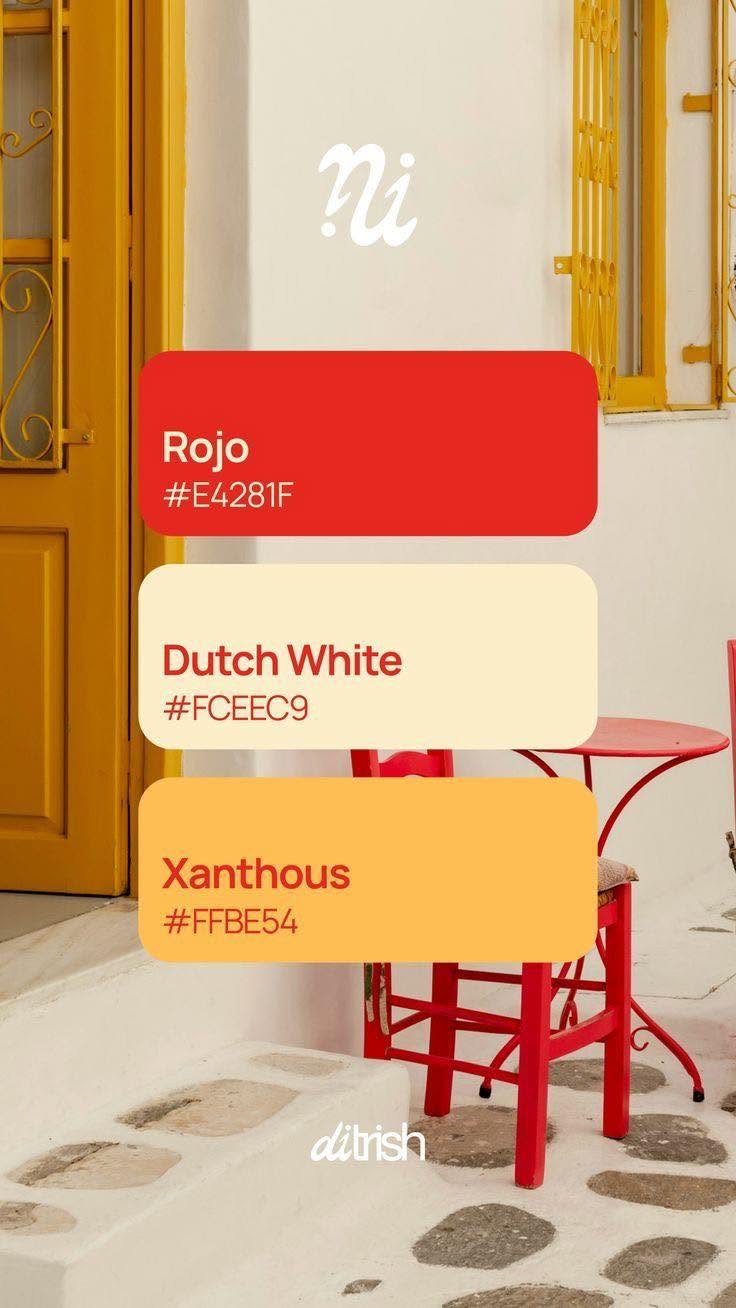 Rojo
#E4281F
Dutch White
#FCEEC9
Xanthous
#FFBE54
ditrish